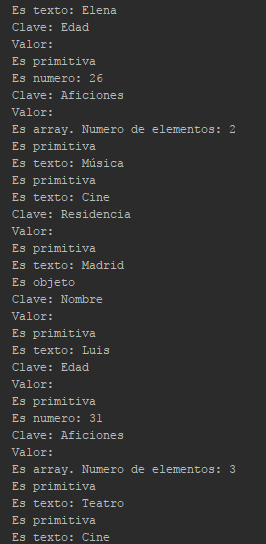 Es texto: Elena
Clave: Edad
Valor:
Es primitiva
Es numero: 26
Clave: Aficiones
Valor:
Es array. Numero de elementos: 2
Es primitiva
Es texto: Música
Es primitiva
Es texto: Cine
Clave: Residencia
Valor:
Es primitiva
Es texto: Madrid
Es objeto
Clave: Nombre
Valor:
Es primitiva
Es texto: Luis
Clave: Edad
Valor:
Es primitiva
Es numero: 31
Clave: Aficiones
Valor:
Es array. Numero de elementos: 3
Es primitiva
Es texto: Teatro
Es primitiva
Es texto: Cine